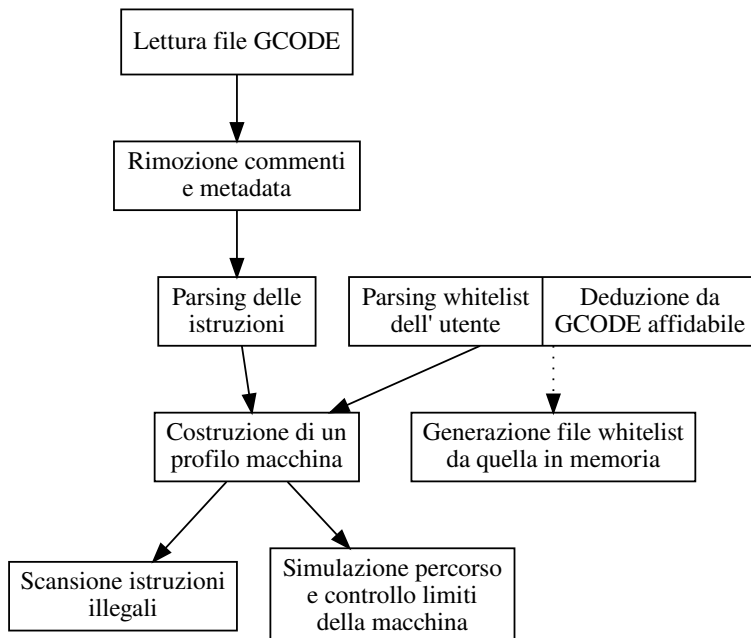 Lettura file GCODE
Rimozione commenti
e metadata
Parsing delle
istruzioni
Parsing whitelist
dell' utente
Deduzione da
GCODE affidabile
Costruzione di un
profilo macchina
Generazione file whitelist
da quella in memoria
Scansione istruzioni
illegali
Simulazione percorso
e controllo limiti
della macchina